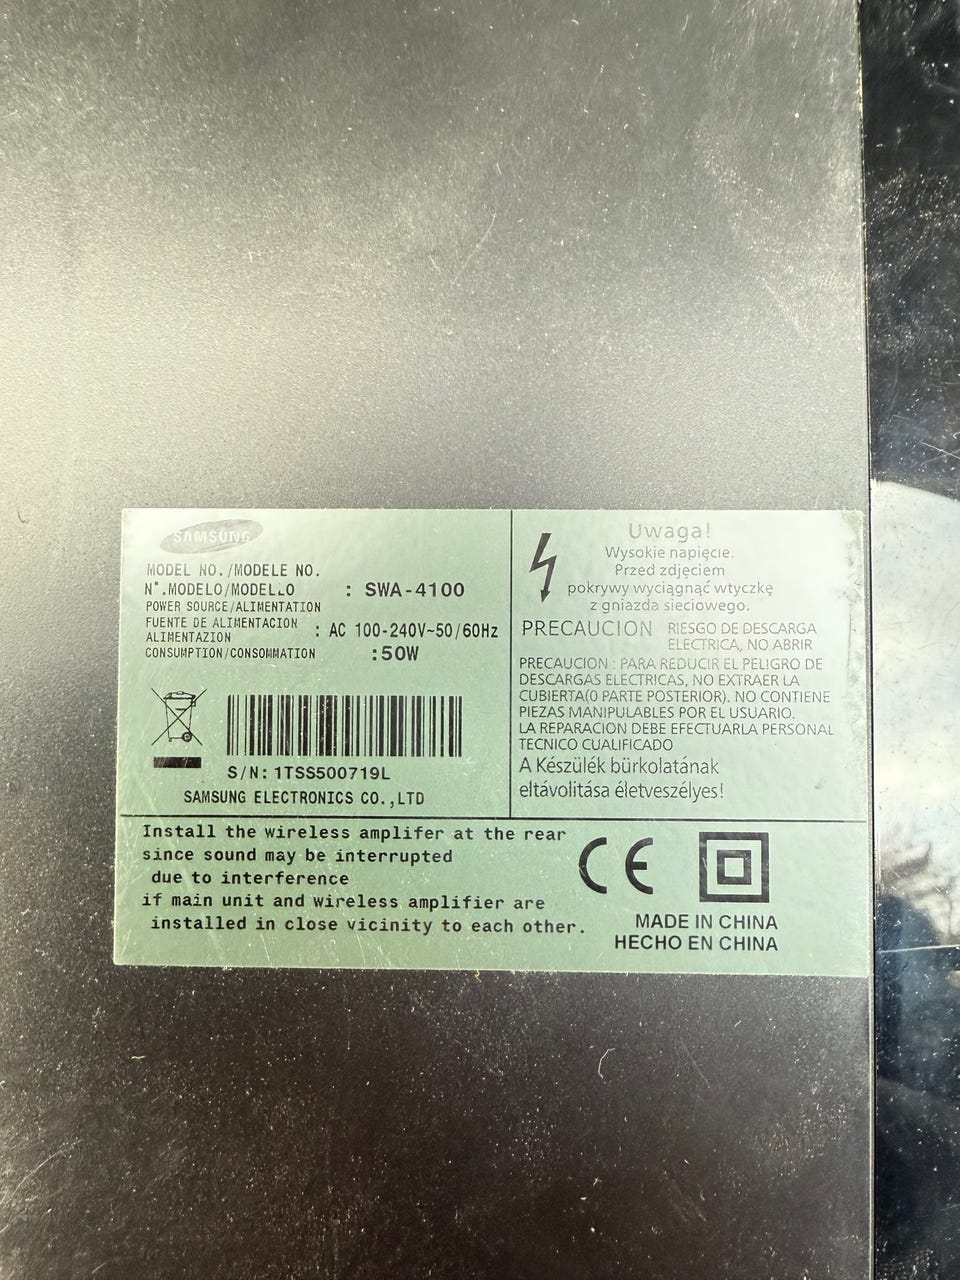 SAMSUNG
MODEL NO./MODELE NO.
N°.MODELO/MODELLO : SWA-4100
POWER SOURCE/ALIMENTATION
FUENTE DE ALIMENTACION
ALIMENTAZION : AC 100-240V~50/60Hz
CONSUMPTION/CONSOMMATION :50W
S/N: 1TSS500719L
SAMSUNG ELECTRONICS CO.,LTD
Uwaga!
Wysokie napięcie.
Przed zdjęciem
pokrywy wyciągnąć wtyczkę
z gniazda sieciowego.
PRECAUCION RIESGO DE DESCARGA
ELECTRICA, NO ABRIR
PRECAUCION : PARA REDUCIR EL PELIGRO DE
DESCARGAS ELECTRICAS, NO EXTRAER LA
CUBIERTA(0 PARTE POSTERIOR). NO CONTIENE
PIEZAS MANIPULABLES POR EL USUARIO.
LA REPARACION DEBE EFECTUARLA PERSONAL
TECNICO CUALIFICADO
A Készülék bürkolatának
eltávolitása életveszélyes!
Install the wireless amplifer at the rear
since sound may be interrupted
due to interference
if main unit and wireless amplifier are
installed in close vicinity to each other.
CE
MADE IN CHINA
HECHO EN CHINA